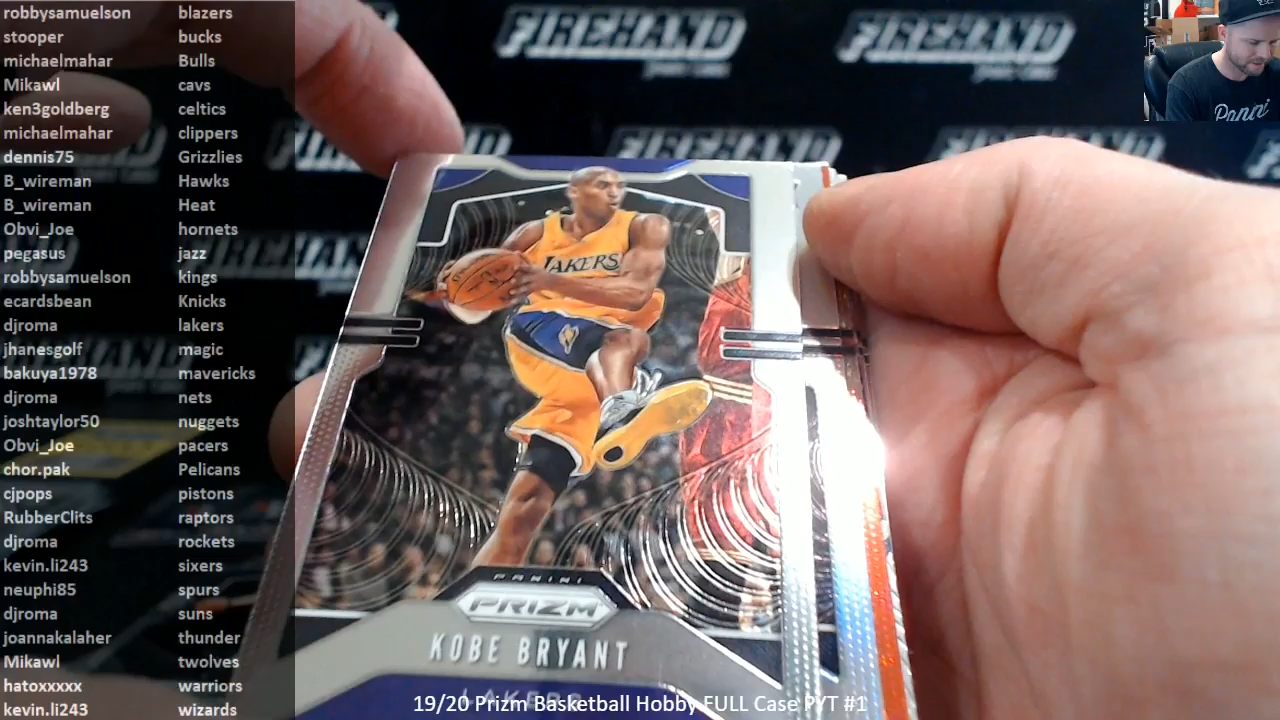 robbysamuelson blazers
stooper bucks
michaelmahar Bulls
Mikawl cavs
ken3goldberg celtics
michaelmahar clippers
dennis75 Grizzlies
B_wireman Hawks
B_wireman Heat
Obvi_Joe hornets
pegasus jazz
robbysamuelson kings
ecardsbean Knicks
djroma lakers
jhanesgolf magic
bakuya1978 mavericks
djroma nets
joshtaylor50 nuggets
Obvi_Joe pacers
chor.pak Pelicans
cjpops pistons
RubberClits raptors
djroma rockets
kevin.li243 sixers
neuphi85 spurs
djroma suns
joannakalaher thunder
Mikawl twolves
hatoxxxxx warriors
kevin.li243 wizards
FIREHAND FIREHAND
FIREHAND
Panini
LAKERS
PANINI
PRIZM
KOBE BRYANT
LAKERS
19/20 Prizm Basketball Hobby FULL Case PYT #1